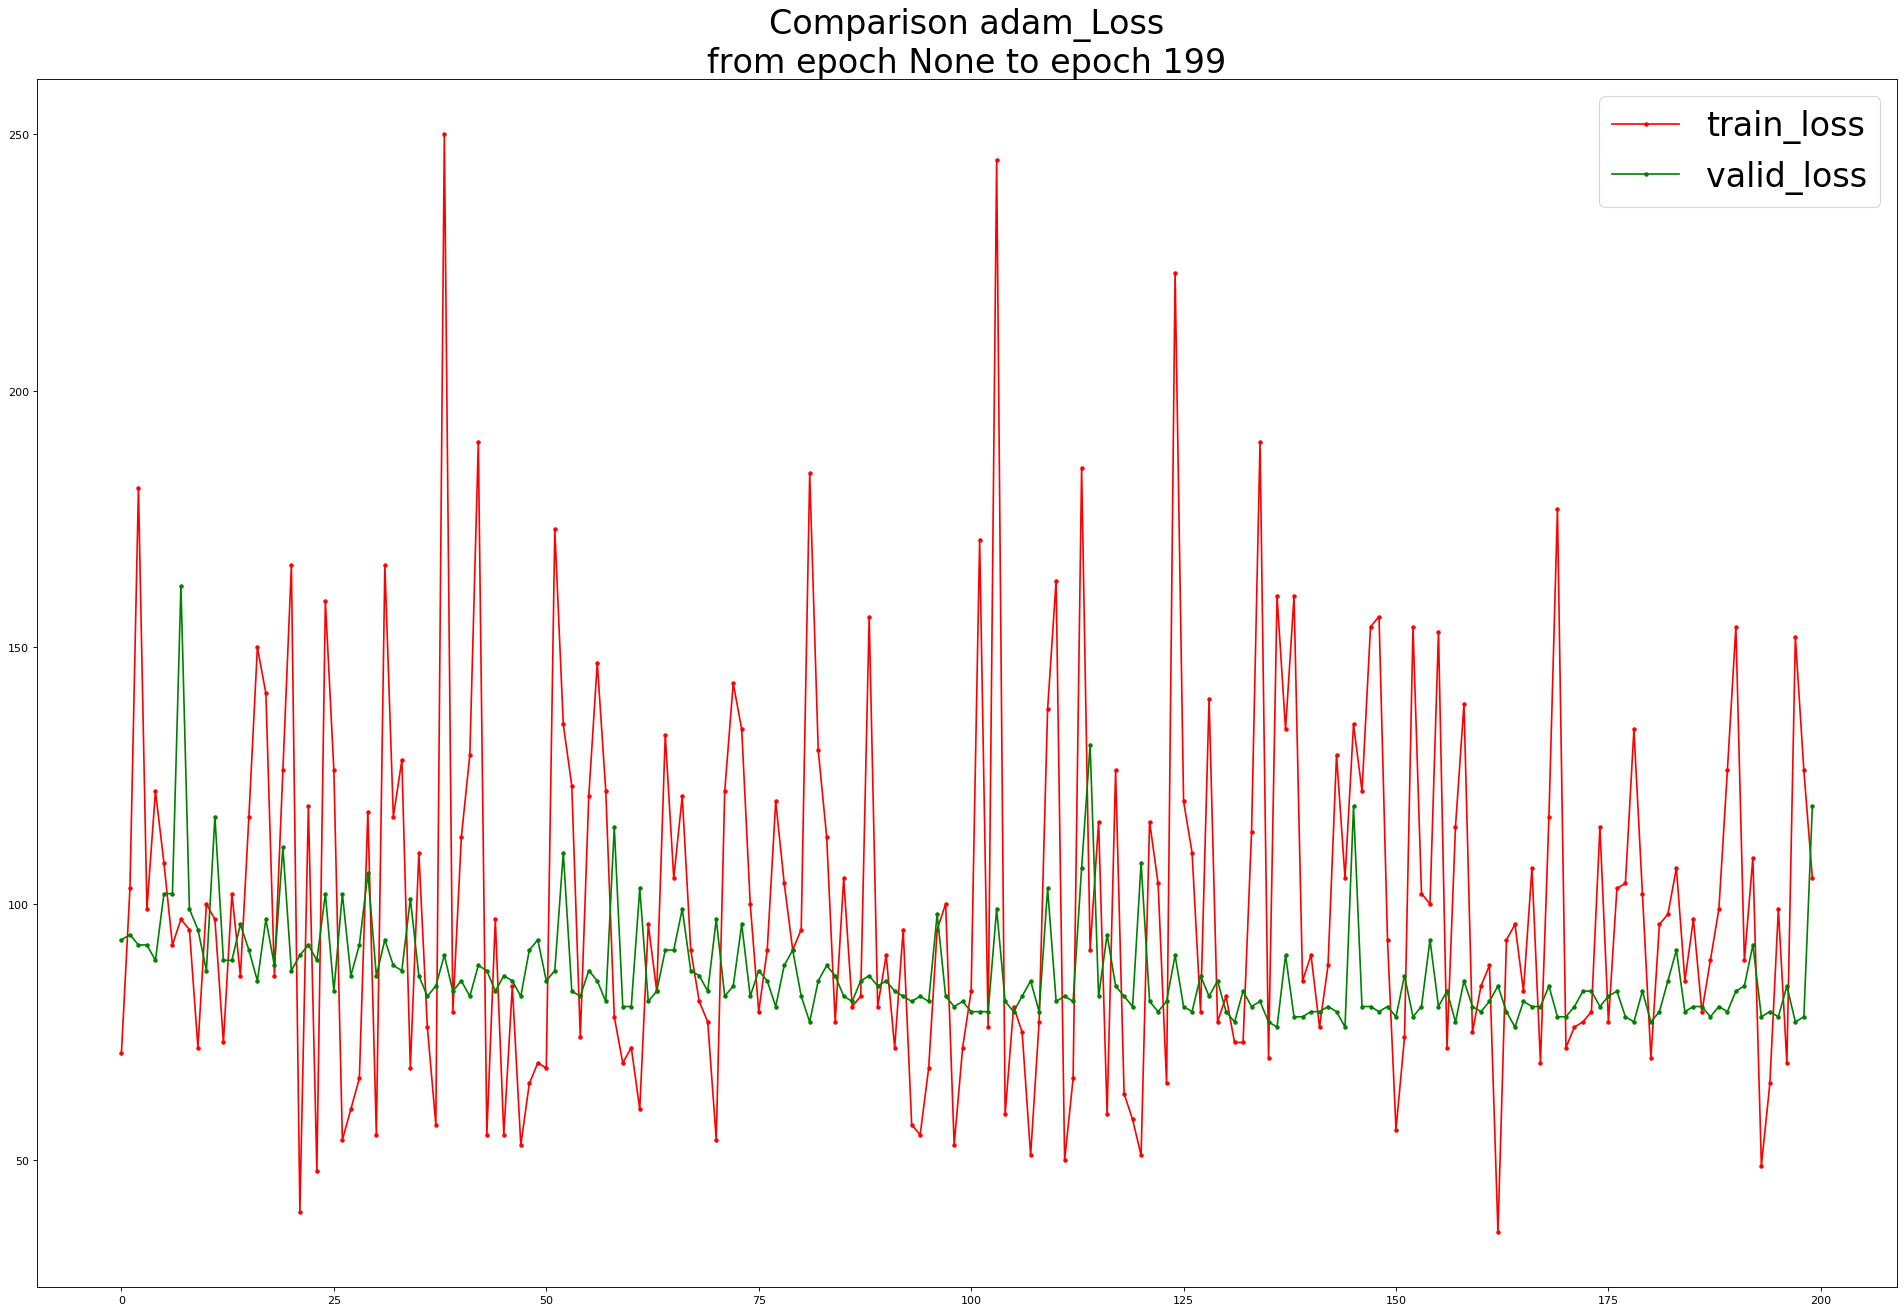 Comparison adam_Loss
from epoch None to epoch 199
train_loss
valid_loss
250
200
150
100
50
0 25 50 75 100 125 150 175 200